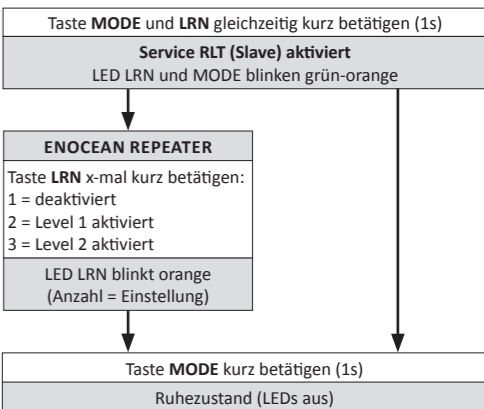 Taste MODE und LRN gleichzeitig kurz betätigen (1s)
Service RLT (Slave) aktiviert
LED LRN und MODE blinken grün-orange
ENOCEAN REPEATER
Taste LRN x-mal kurz betätigen:
1 = deaktiviert
2 = Level 1 aktiviert
3 = Level 2 aktiviert
LED LRN blinkt orange
(Anzahl = Einstellung)
Taste MODE kurz betätigen (1s)
Ruhezustand (LEDs aus)